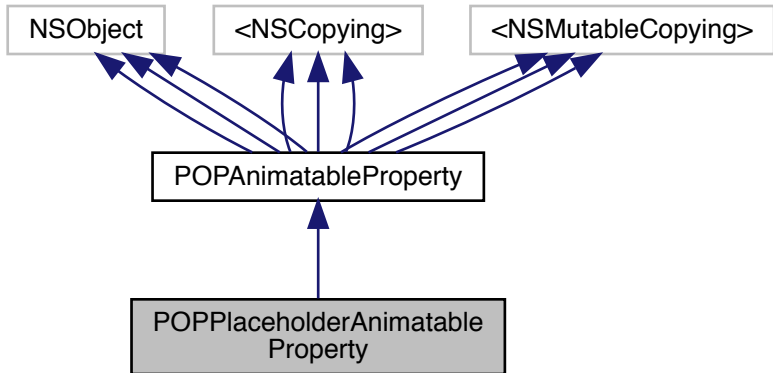 NSObject
<NSCopying>
<NSMutableCopying>
POPAnimatableProperty
POPPlaceholderAnimatable
Property